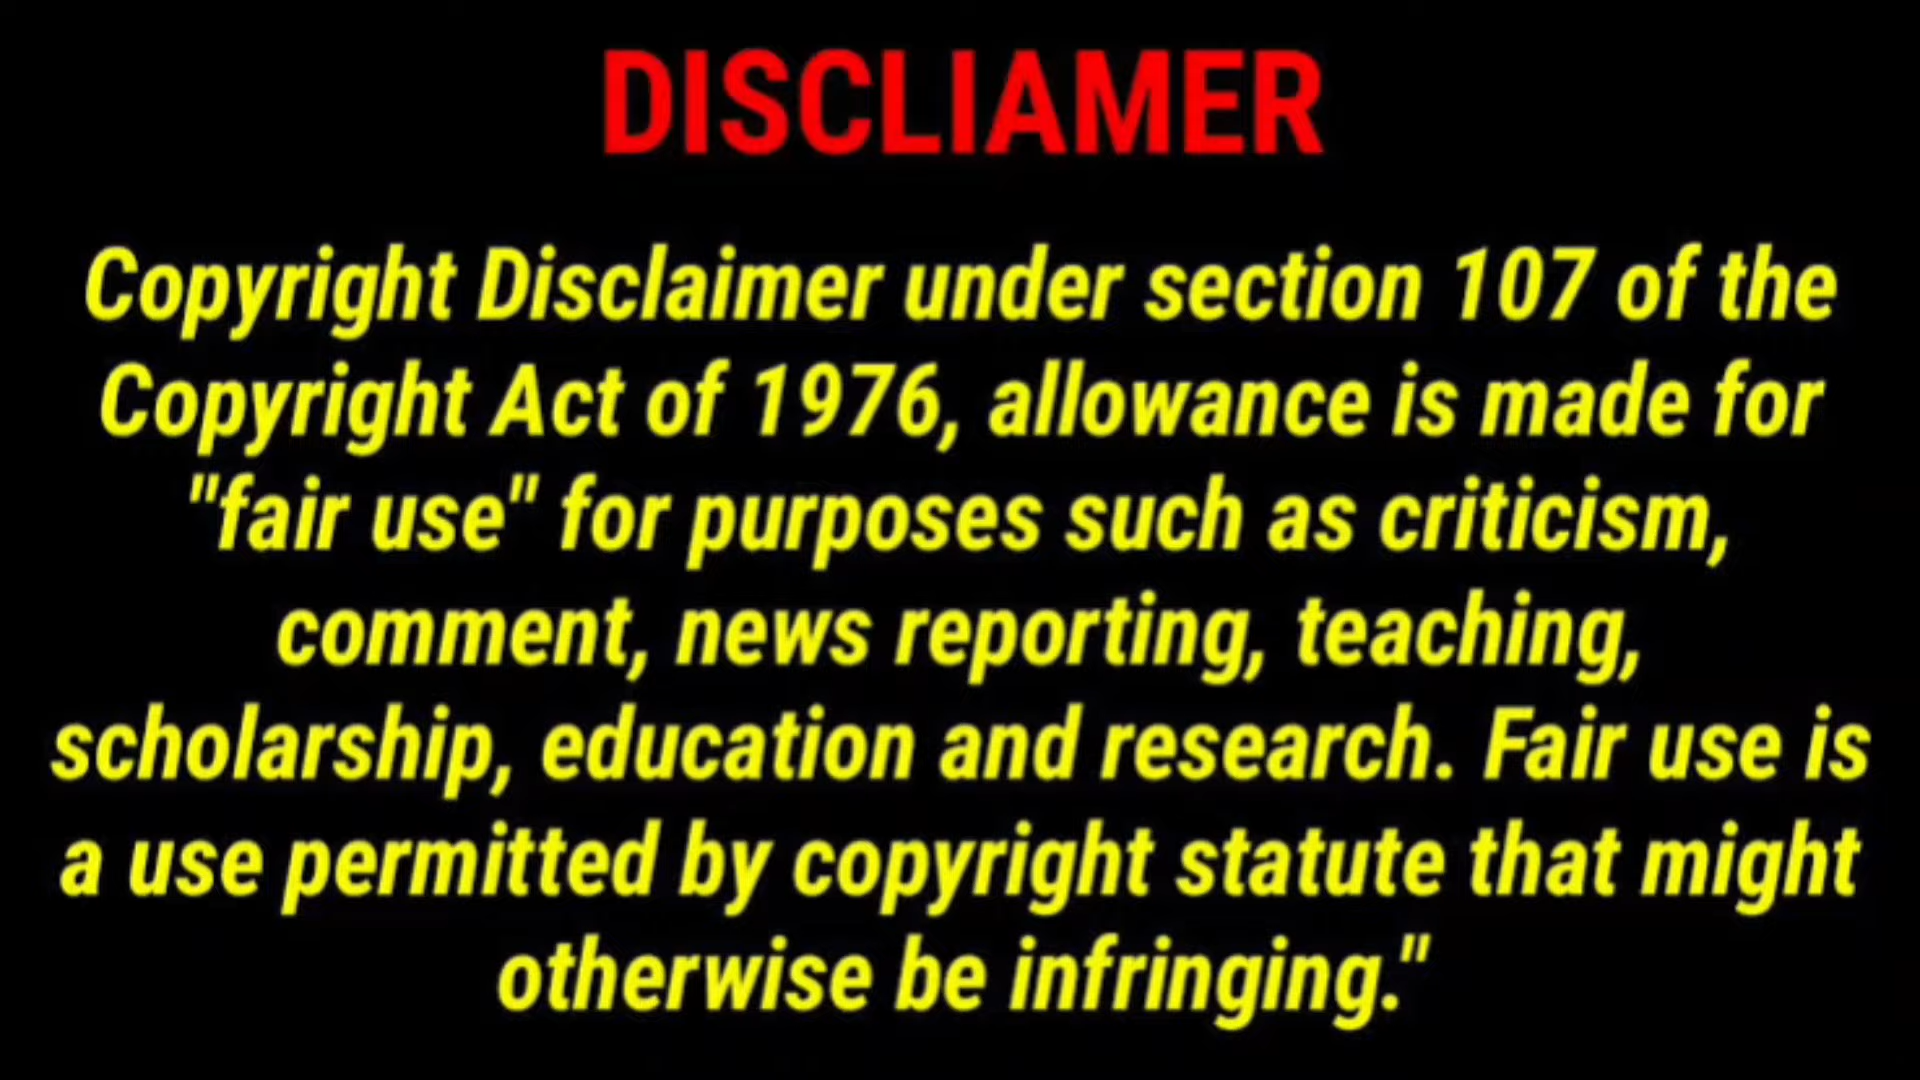 DISCLIAMER
Copyright Disclaimer under section 107 of the
Copyright Act of 1976, allowance is made for
"fair use" for purposes such as criticism,
comment, news reporting, teaching,
scholarship, education and research. Fair use is
a use permitted by copyright statute that might
otherwise be infringing."